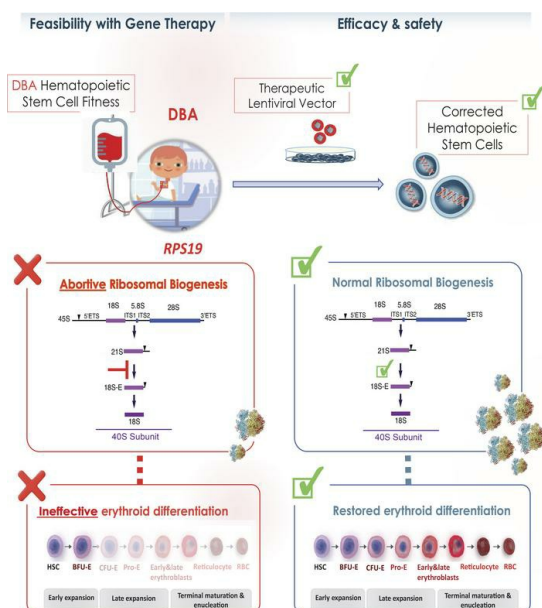 Feasibility with Gene Therapy
Efficacy & safety
DBA Hematopoietic
Stem Cell Fitness
DBA
Therapeutic
Lentiviral Vector
Corrected
Hematopoietic
Stem Cells
RPS19
Abortive Ribosomal Biogenesis
18S 5.8S 28S
45S 5'ETS ITS1 ITS2 3'ETS
21S
18S-E
18S
40S Subunit
Normal Ribosomal Biogenesis
18S 5.8S 28S
45S 5'ETS ITS1 ITS2 3'ETS
21S
18S-E
18S
40S Subunit
Ineffective erythroid differentiation
HSC BFU-E CFU-E Pro-E Early&late Reticulocyte RBC
erythroblasts
Early expansion Late expansion Terminal maturation &
enucleation
Restored erythroid differentiation
HSC BFU-E CFU-E Pro-E Early&late Reticulocyte RBC
erythroblasts
Early expansion Late expansion Terminal maturation &
enucleation